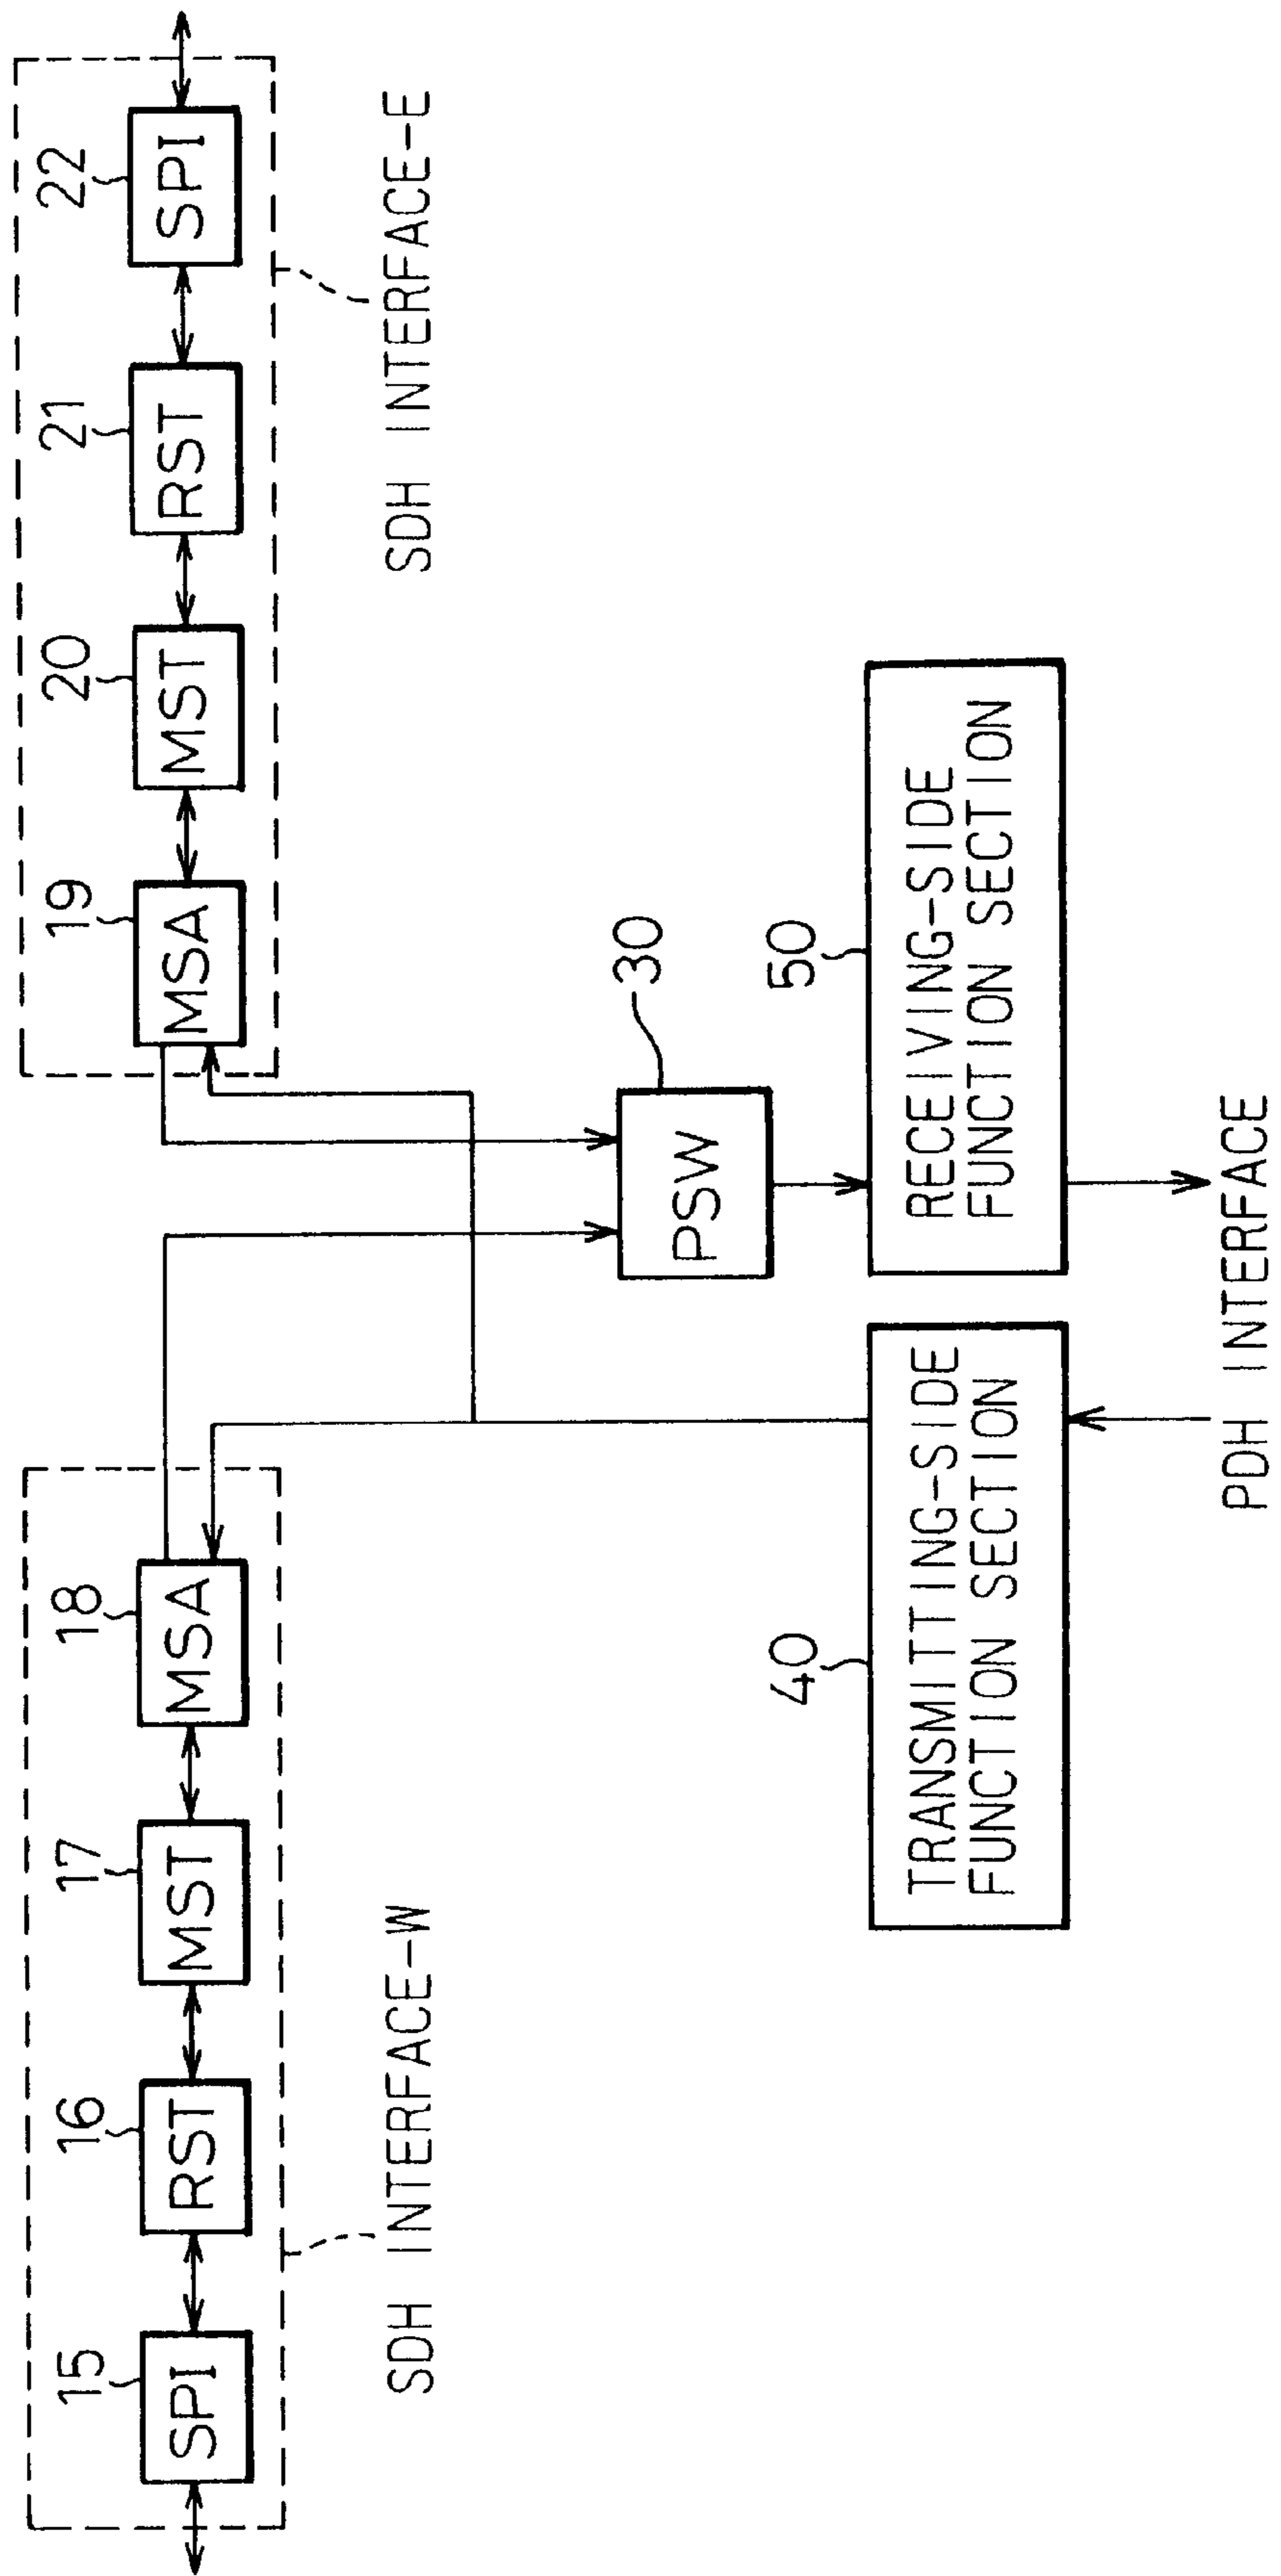 15
SPI
16
RST
17
MST
18
MSA
19
MSA
20
MST
21
RST
22
SPI
SDH INTERFACE-W
SDH INTERFACE-E
30
PSW
40
TRANSMITTING-SIDE
FUNCTION SECTION
50
RECEIVING-SIDE
FUNCTION SECTION
PDH INTERFACE